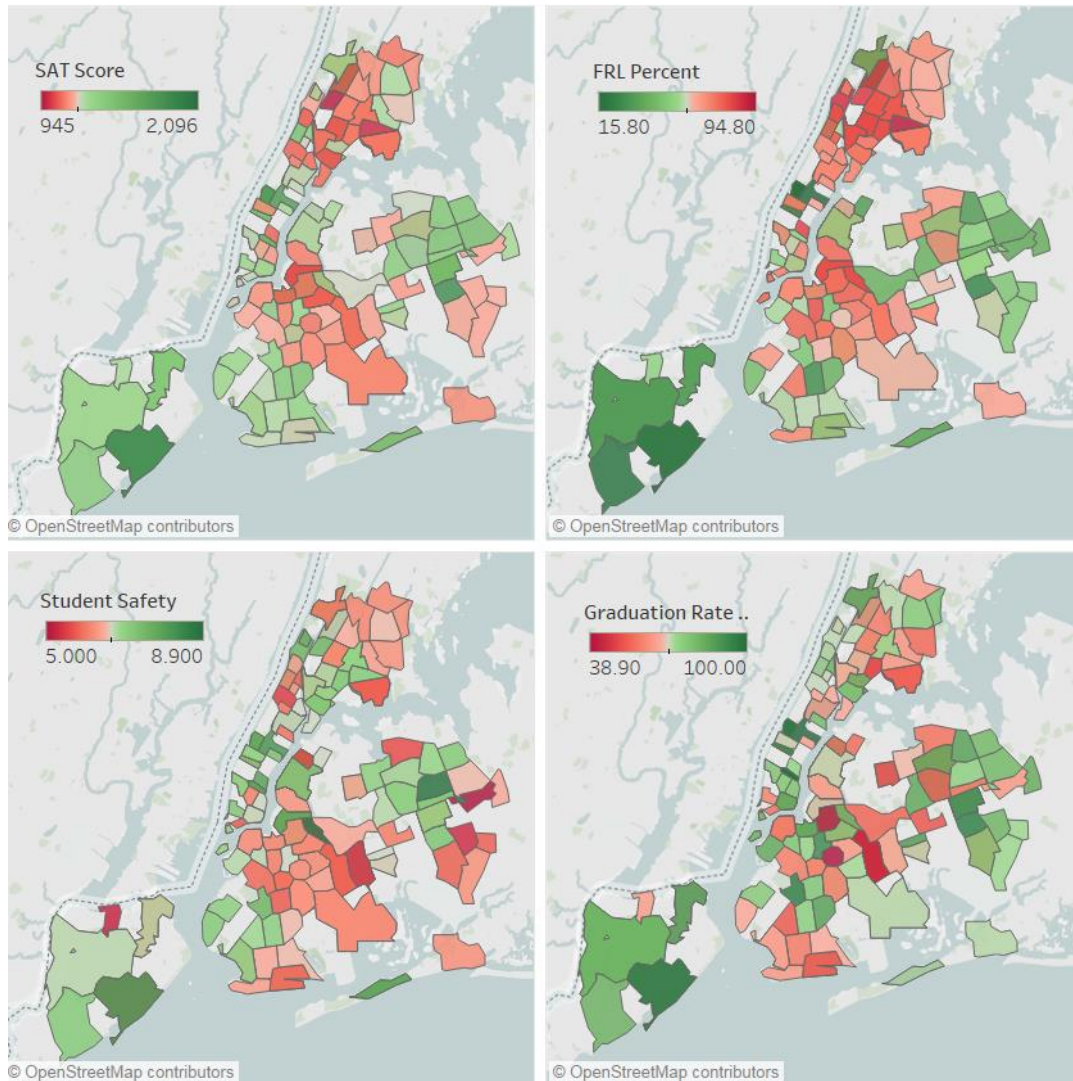 SAT Score
945 2,096
© OpenStreetMap contributors
FRL Percent
15.80 94.80
© OpenStreetMap contributors
Student Safety
5.000 8.900
© OpenStreetMap contributors
Graduation Rate ..
38.90 100.00
© OpenStreetMap contributors